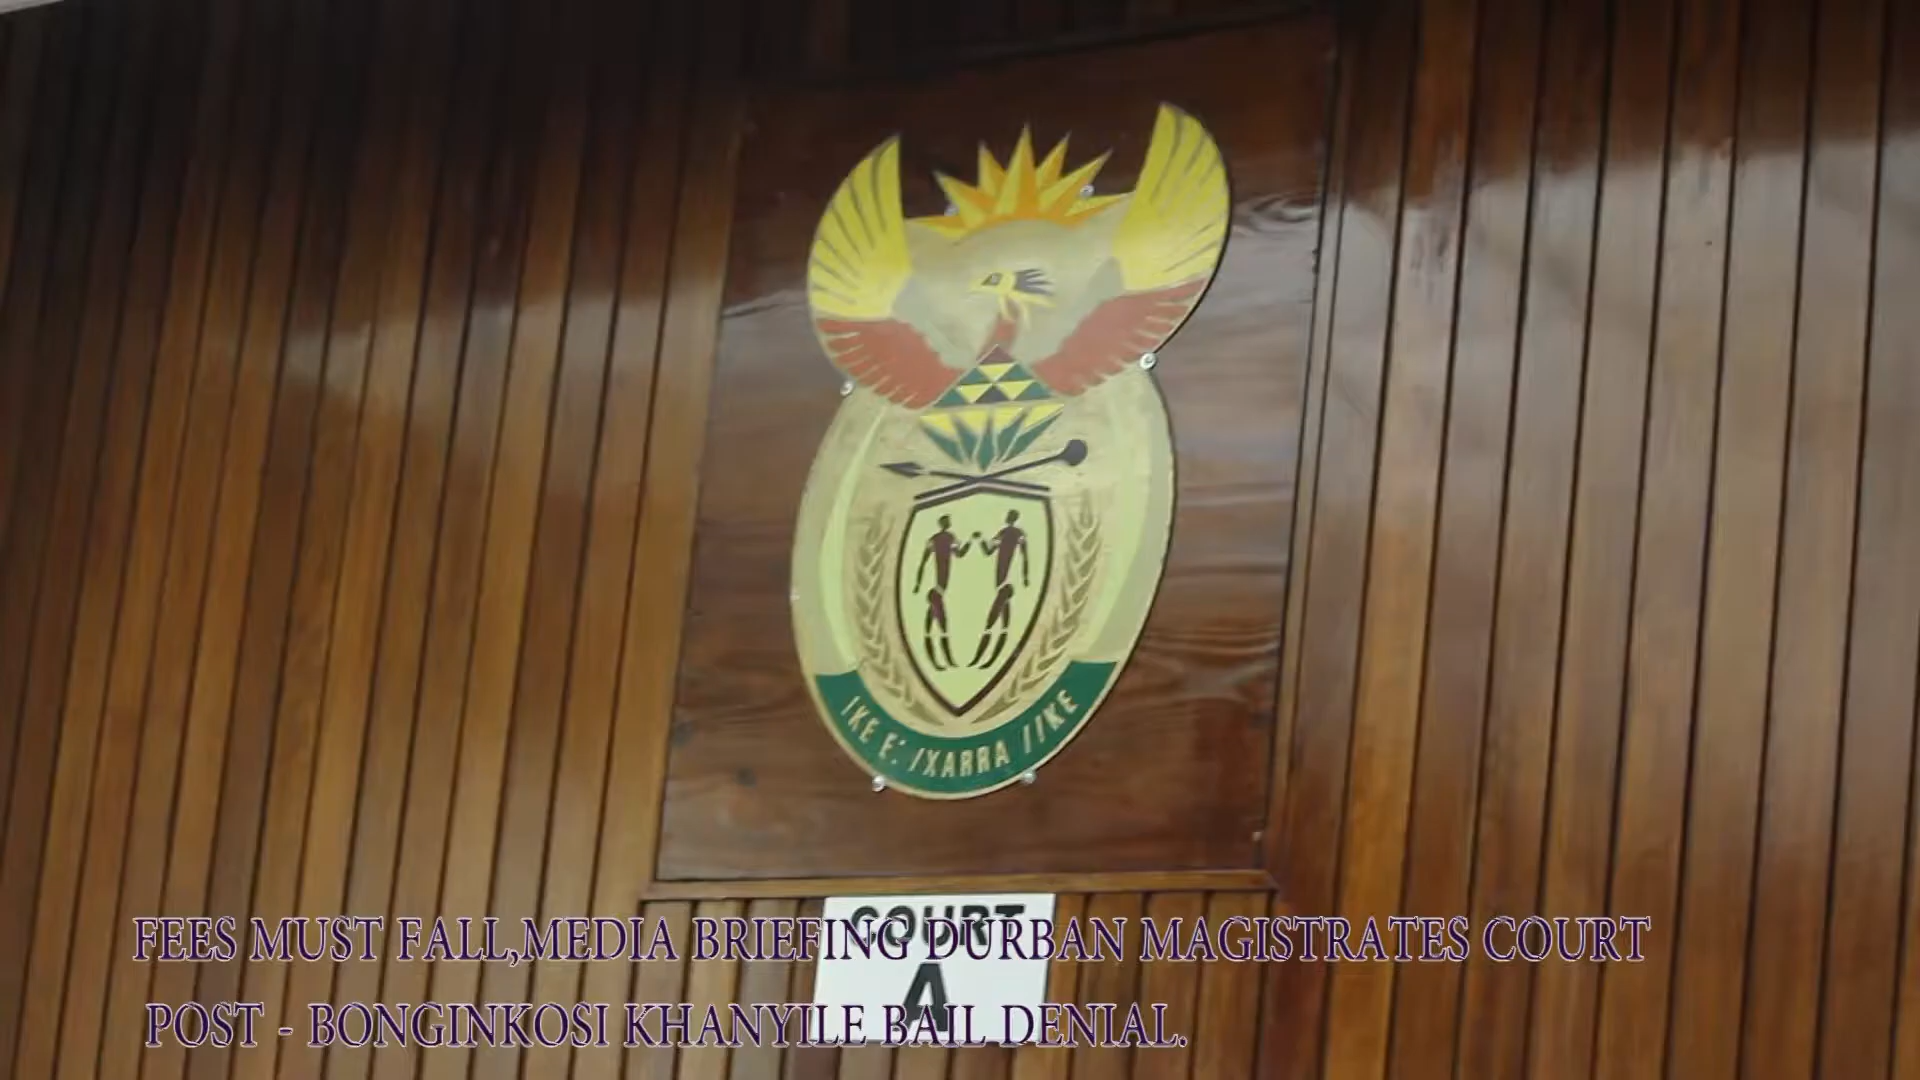 !KE E: /XARRA //KE
COURT
A
FEES MUST FALL,MEDIA BRIEFING DURBAN MAGISTRATES COURT
POST - BONGINKOSI KHANYILE BAIL DENIAL.